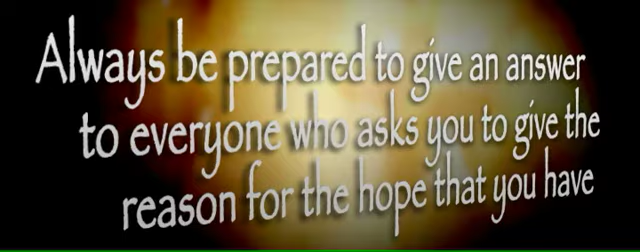 Always be prepared to give an answer
to everyone who asks you to give the
reason for the hope that you have